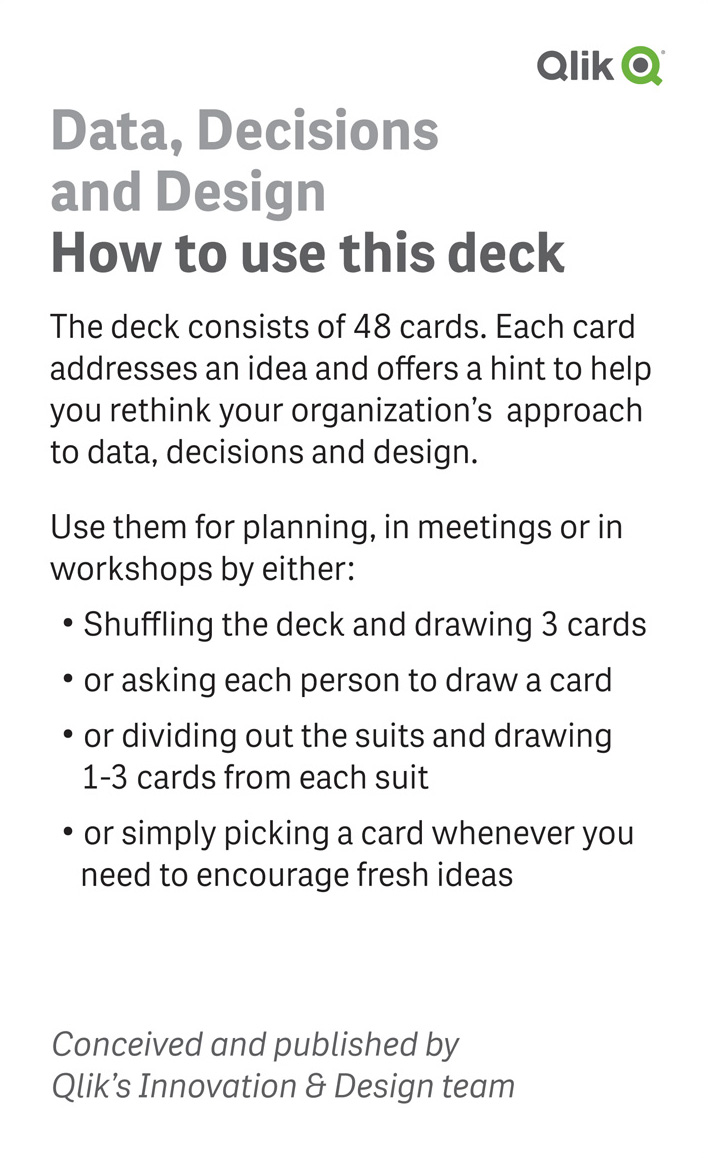 Qlik
Data, Decisions
and Design
How to use this deck
The deck consists of 48 cards. Each card
addresses an idea and offers a hint to help
you rethink your organization’s  approach
to data, decisions and design.
Use them for planning, in meetings or in
workshops by either:
• Shuffling the deck and drawing 3 cards
• or asking each person to draw a card
• or dividing out the suits and drawing
1-3 cards from each suit
• or simply picking a card whenever you
need to encourage fresh ideas
Conceived and published by
Qlik’s Innovation & Design team